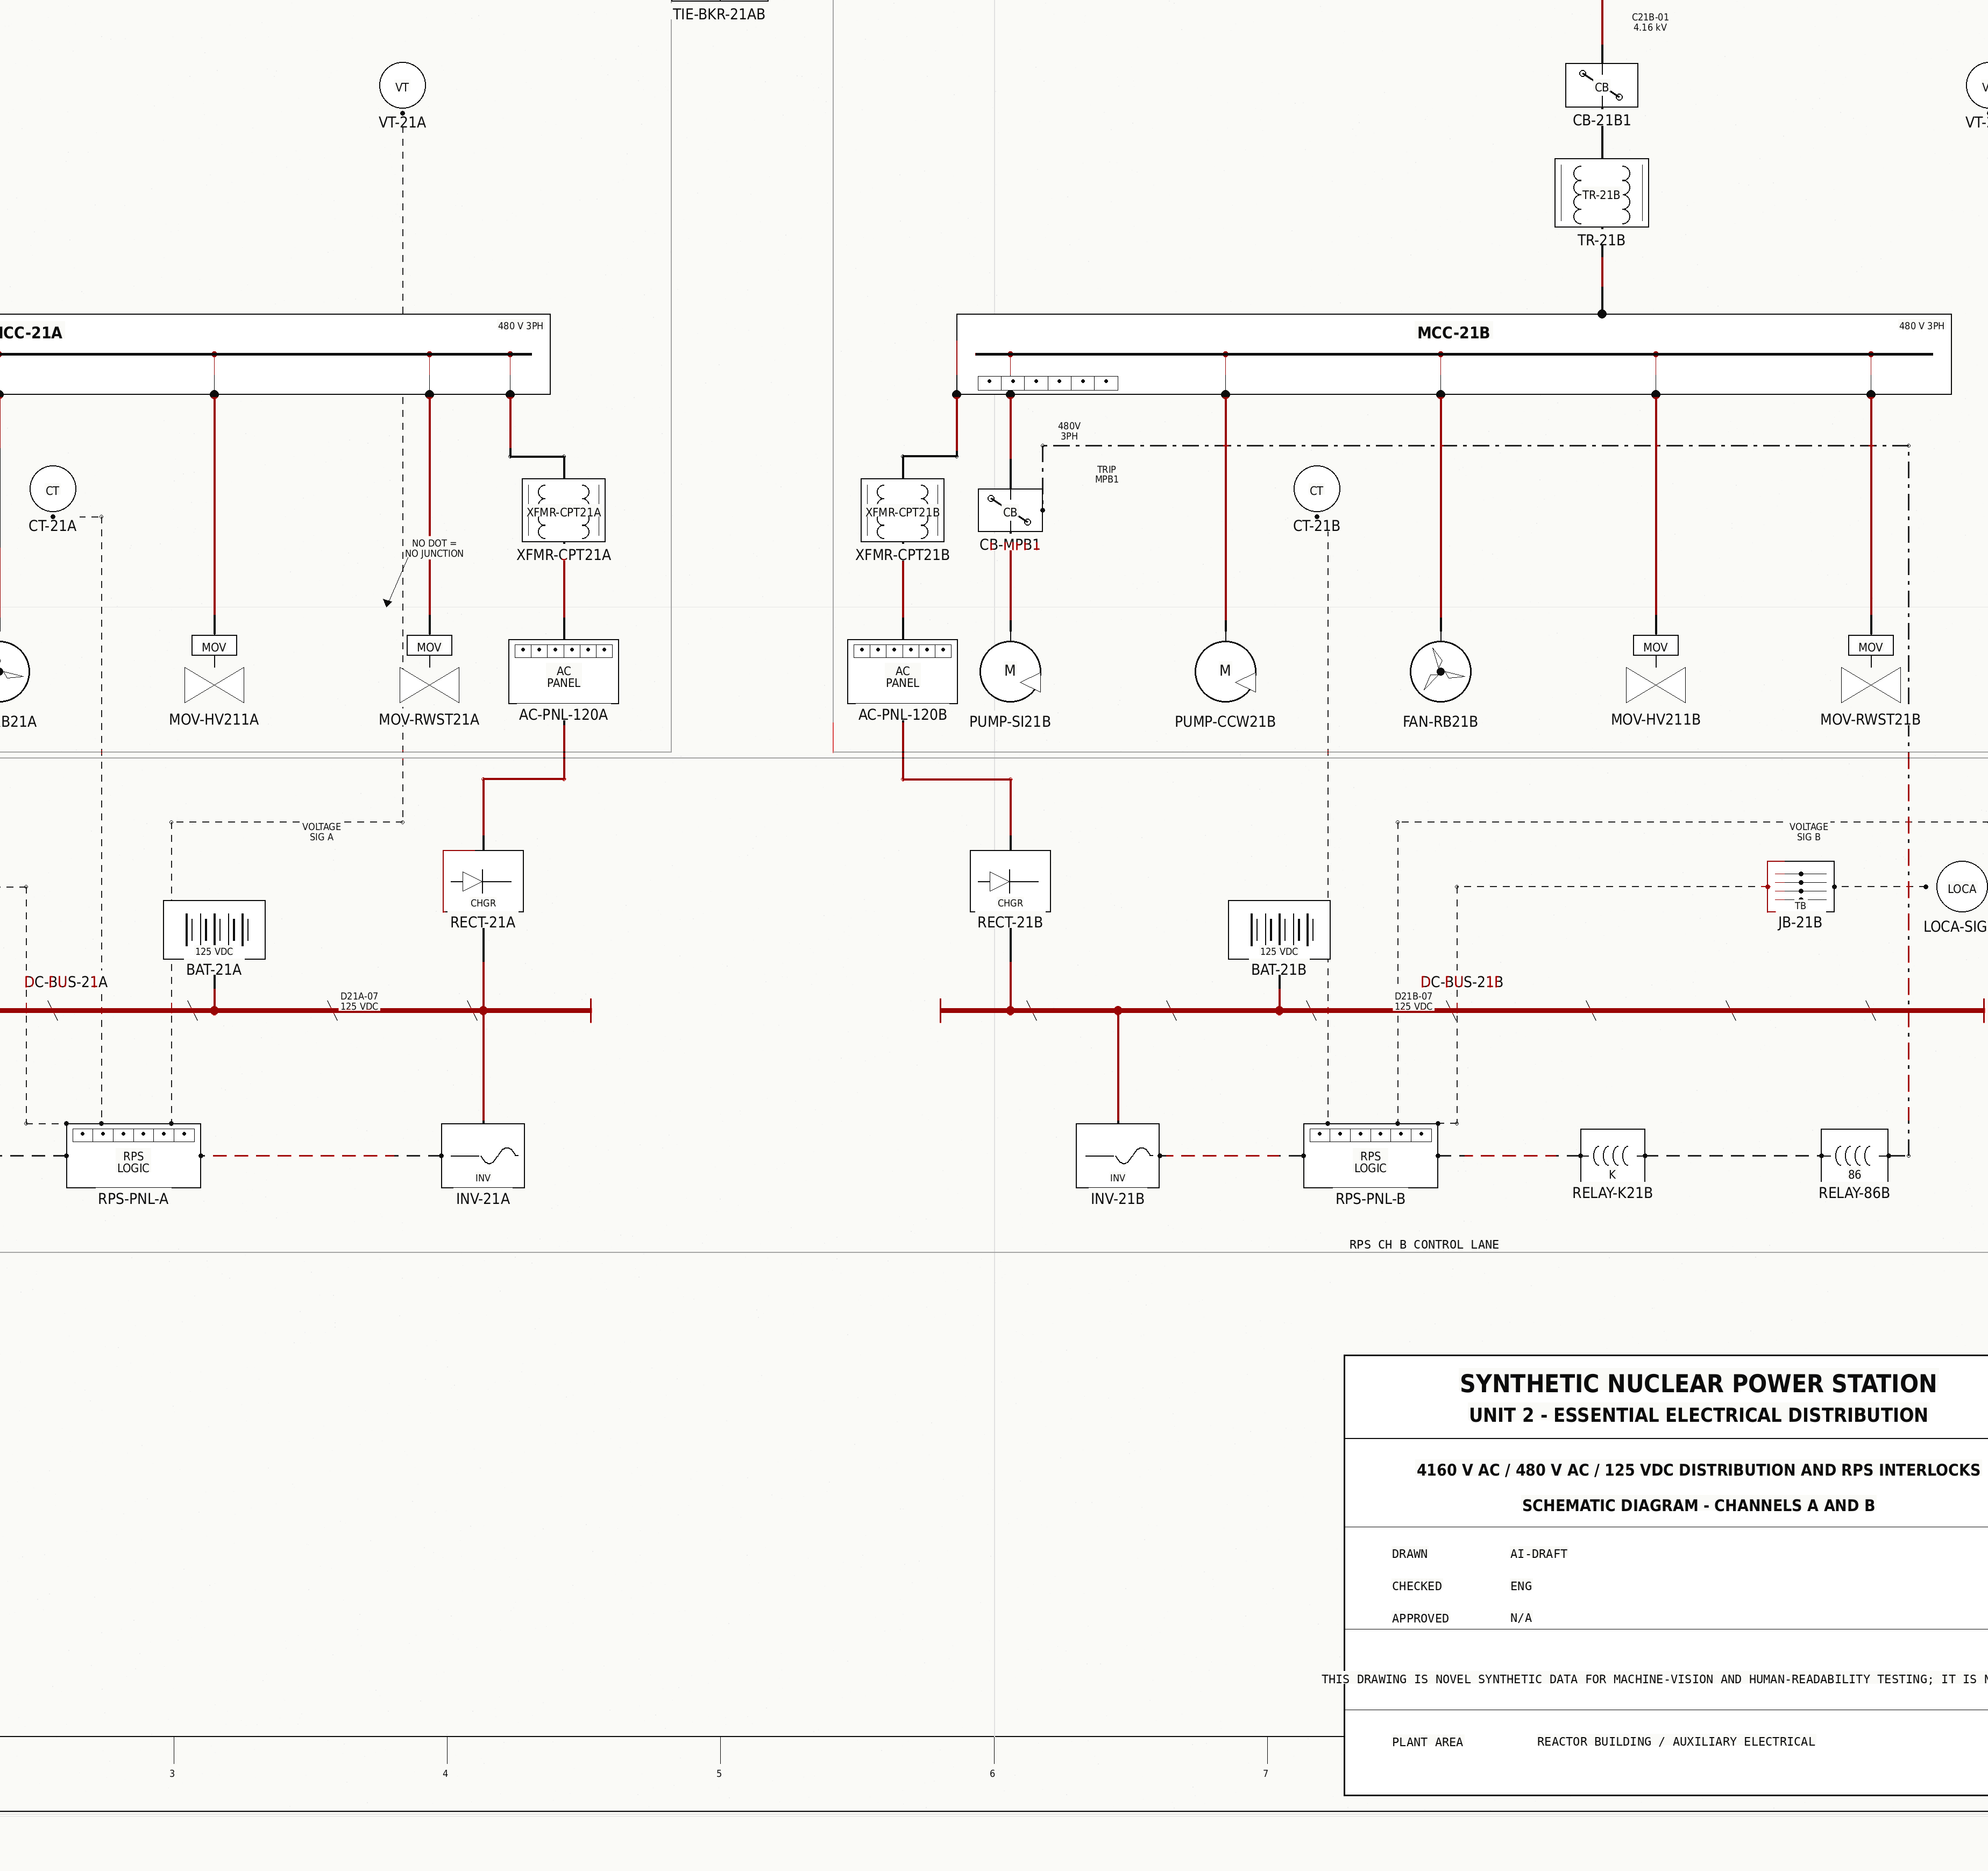 TIE-BKR-21AB
C21B-01
4.16 kV
VT
VT-21A
CB
CB-21B1
TR-21B
TR-21B
480 V 3PH
MCC-21B
480 V 3PH
480V
3PH
TRIP
MPB1
CT
CT-21A
NO DOT =
NO JUNCTION
XFMR-CPT21A
XFMR-CPT21A
XFMR-CPT21B
XFMR-CPT21B
CB
CB-MPB1
CT
CT-21B
MOV
MOV-HV211A
MOV
MOV-RWST21A
AC
PANEL
AC-PNL-120A
AC
PANEL
AC-PNL-120B
M
PUMP-SI21B
M
PUMP-CCW21B
FAN-RB21B
MOV
MOV-HV211B
MOV
MOV-RWST21B
VOLTAGE
SIG A
VOLTAGE
SIG B
125 VDC
BAT-21A
CHGR
RECT-21A
CHGR
RECT-21B
125 VDC
BAT-21B
TB
JB-21B
LOCA
DC-BUS-21A
D21A-07
125 VDC
DC-BUS-21B
D21B-07
125 VDC
RPS
LOGIC
RPS-PNL-A
INV
INV-21A
INV
INV-21B
RPS
LOGIC
RPS-PNL-B
K
RELAY-K21B
86
RELAY-86B
RPS CH B CONTROL LANE
SYNTHETIC NUCLEAR POWER STATION
UNIT 2 - ESSENTIAL ELECTRICAL DISTRIBUTION
4160 V AC / 480 V AC / 125 VDC DISTRIBUTION AND RPS INTERLOCKS
SCHEMATIC DIAGRAM - CHANNELS A AND B
DRAWN AI-DRAFT
CHECKED ENG
APPROVED N/A
THIS DRAWING IS NOVEL SYNTHETIC DATA FOR MACHINE-VISION AND HUMAN-READABILITY TESTING; IT IS
PLANT AREA REACTOR BUILDING / AUXILIARY ELECTRICAL
3 4 5 6 7